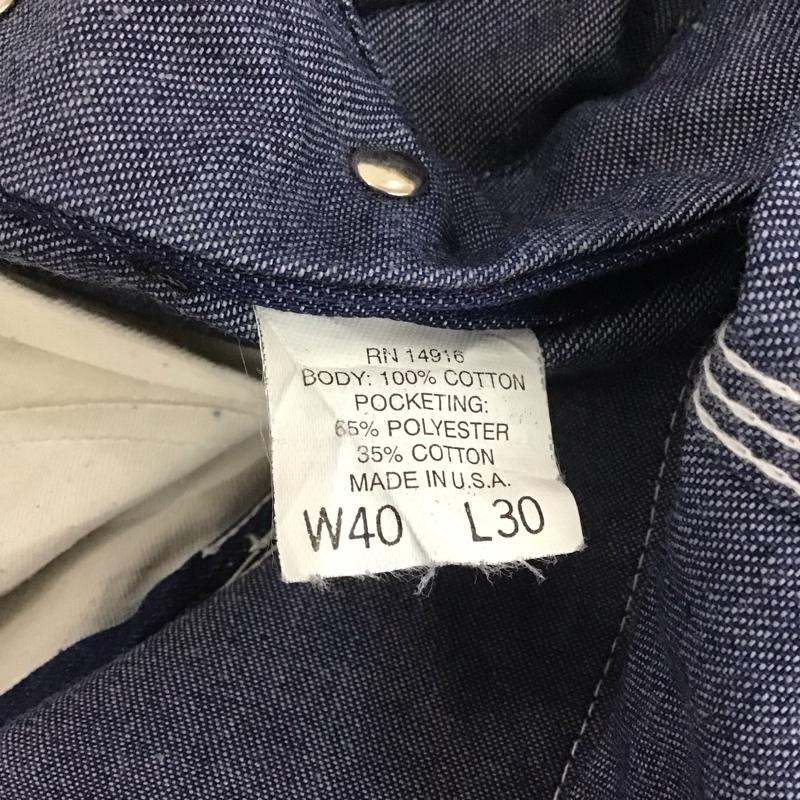 RN 14916
BODY: 100% COTTON
POCKETING:
65% POLYESTER
35% COTTON
MADE IN U.S.A.
W40 L30